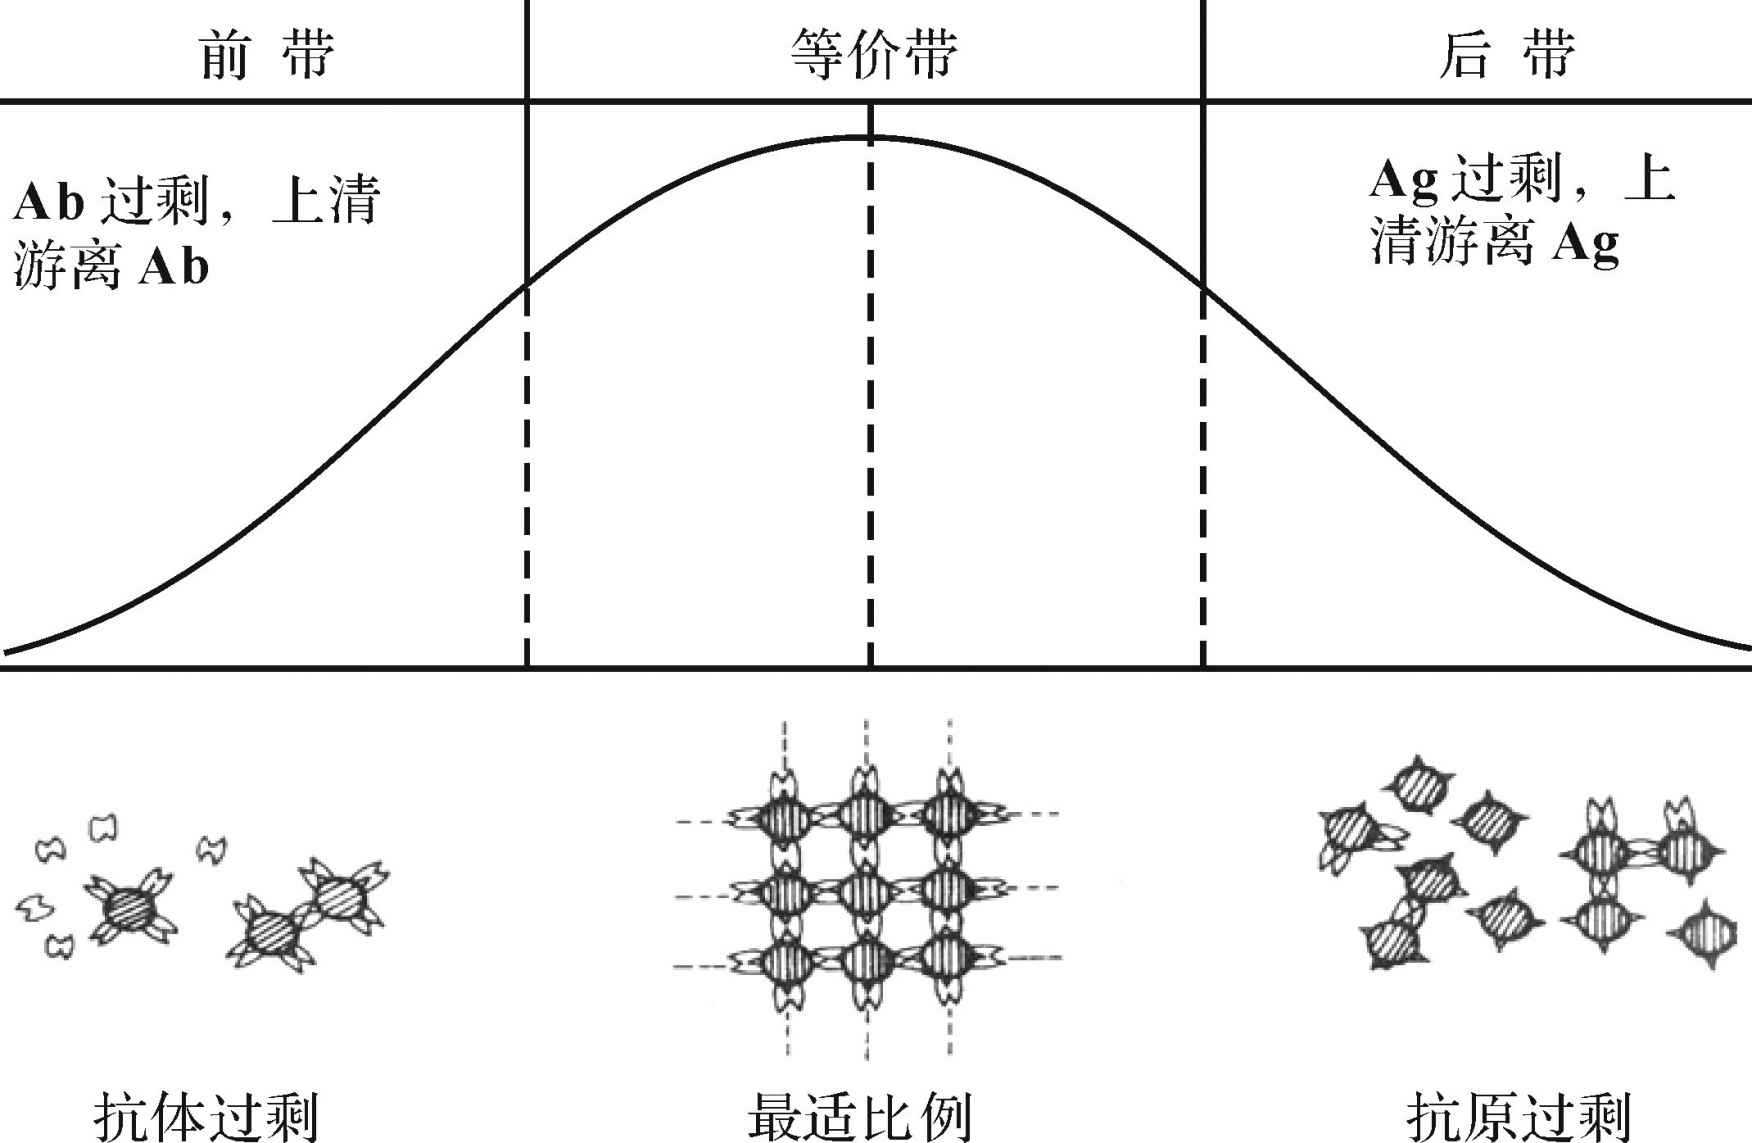 前 带
等价带
后 带
Ab 过剩，上清
游离 Ab
Ag 过剩，上
清游离 Ag
抗体过剩
最适比例
抗原过剩